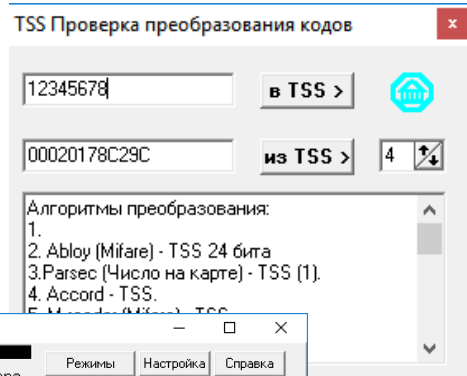 TSS Проверка преобразования кодов
x
12345678
в TSS >
00020178C29C
из TSS >
4
Алгоритмы преобразования:
1.
2. Abloy (Mifare) - TSS 24 бита
3.Parsec (Число на карте) - TSS (1).
4. Accord - TSS.
Режимы
Настройка
Справка